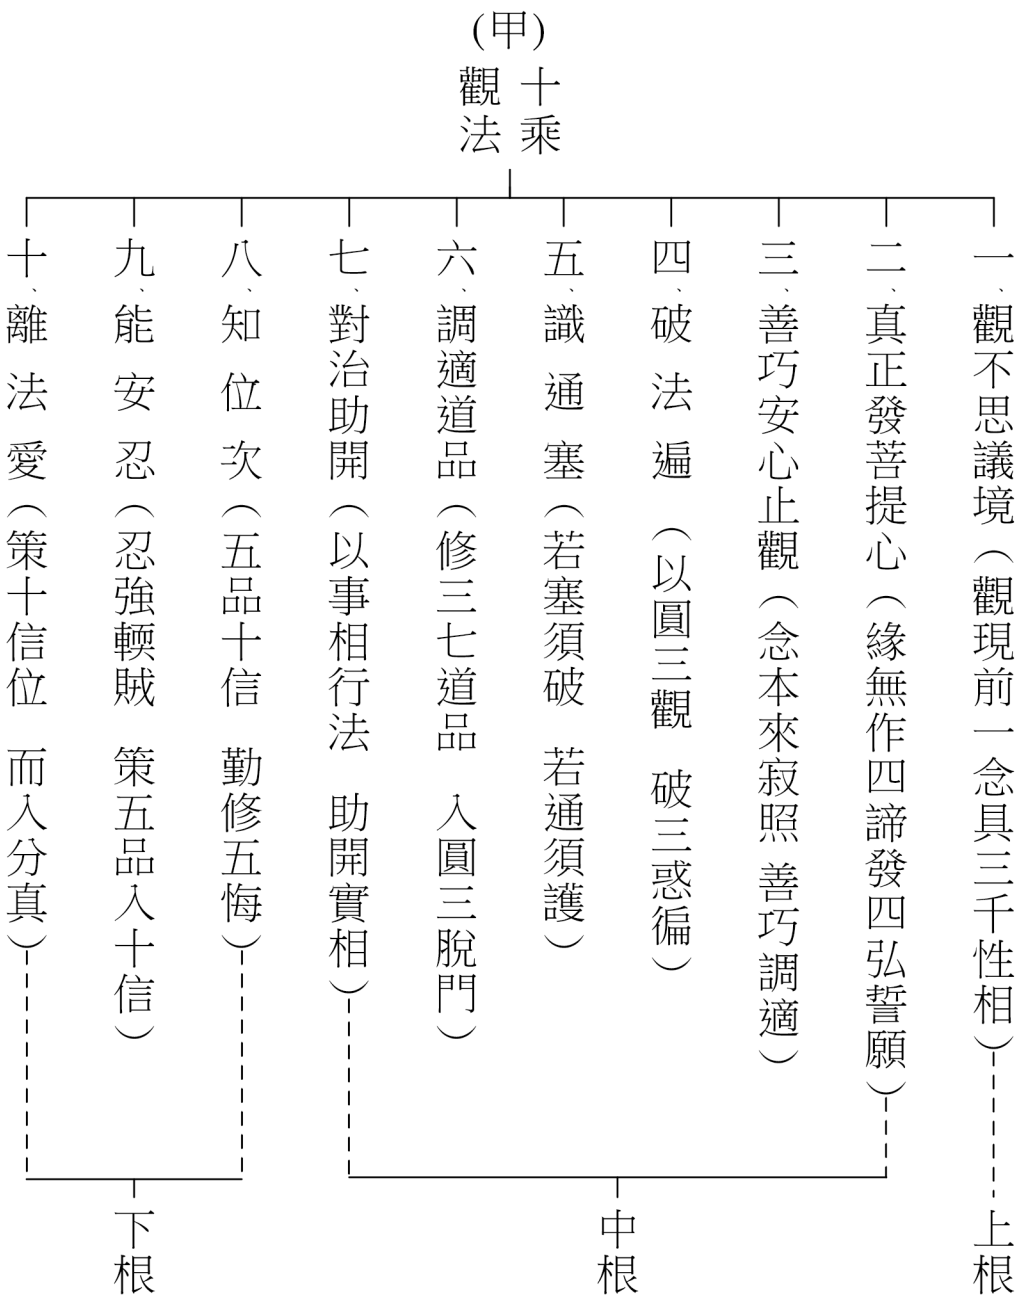 (甲)
十乘
觀法
一、觀不思議境（觀現前一念具三千性相）
二、真正發菩提心（緣無作四諦發四弘誓願）
三、善巧安心止觀（念本來寂照 善巧調適）
四、破法遍（以圓三觀 破三惑徧）
五、識通塞（若塞須破 若通須護）
六、調適道品（修三七道品 入圓三脫門）
七、對治助開（以事相行法 助開實相）
八、知位次（五品十信 勤修五悔）
九、能安忍（忍強輭賊 策五品入十信）
十、離法愛（策十信位 而入分真）
上根
中根
下根